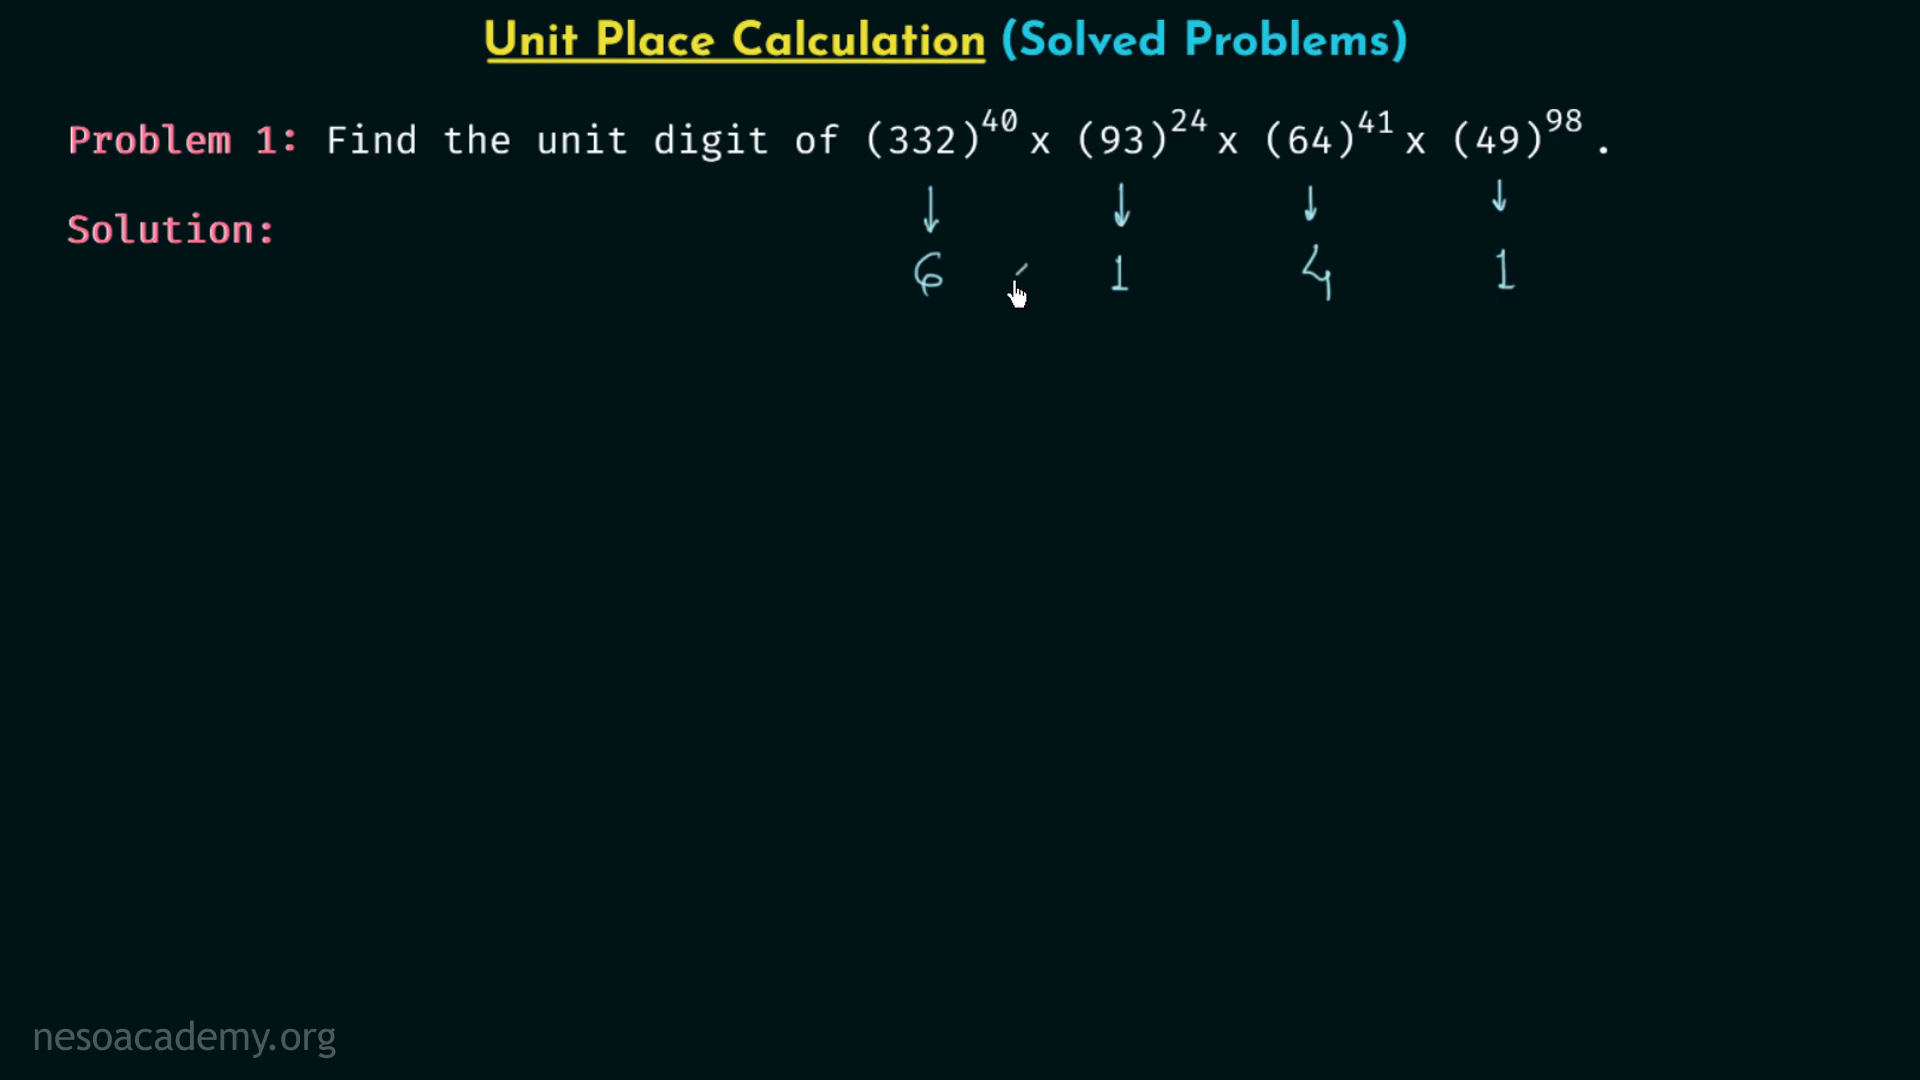 Unit Place Calculation (Solved Problems)
Problem 1: Find the unit digit of (332)^40 x (93)^24 x (64)^41 x (49)^98 .
Solution:
↓ ↓ ↓ ↓
6 1 4 1
nesoacademy.org